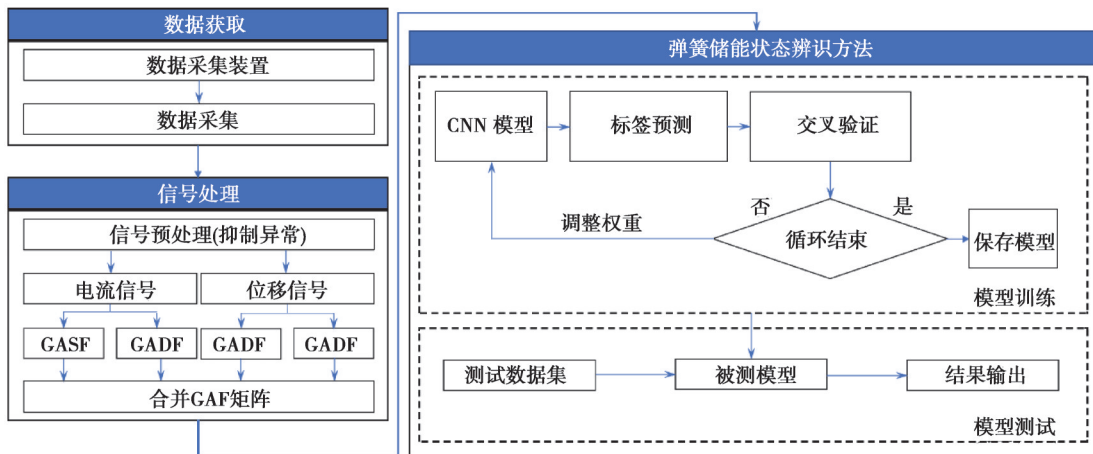 数据获取
数据采集装置
数据采集
信号处理
信号预处理(抑制异常)
电流信号
位移信号
GASF
GADF
GADF
GADF
合并GAF矩阵
弹簧储能状态辨识方法
CNN 模型
标签预测
交叉验证
否
是
调整权重
循环结束
保存模型
模型训练
测试数据集
被测模型
结果输出
模型测试